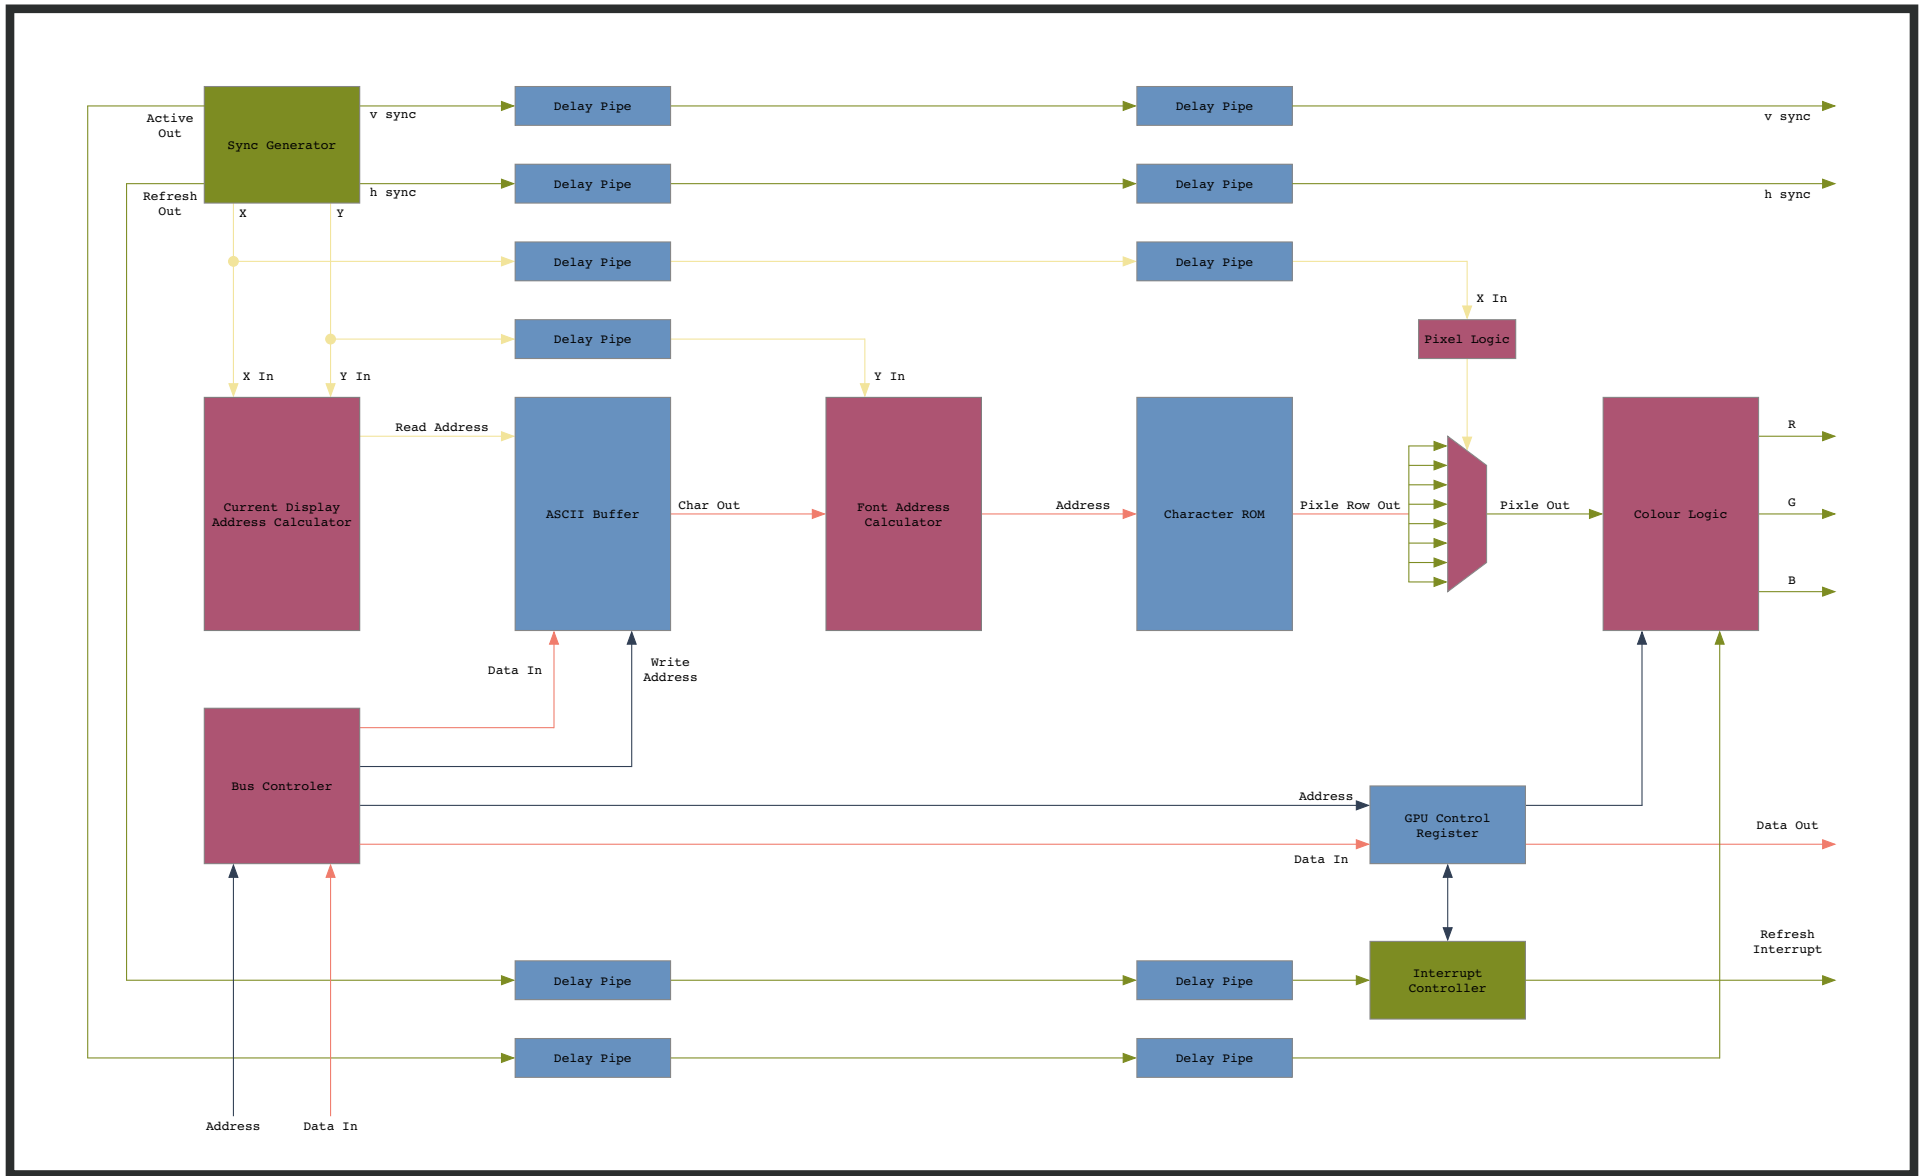 Active
Out
Sync Generator
v sync
Delay Pipe
Delay Pipe
v sync
Refresh
Out
h sync
Delay Pipe
Delay Pipe
h sync
X
Y
Delay Pipe
Delay Pipe
X In
Delay Pipe
Pixel Logic
X In
Y In
Y In
Read Address
R
Current Display
Address Calculator
ASCII Buffer
Char Out
Font Address
Calculator
Address
Character ROM
Pixle Row Out
Pixle Out
Colour Logic
G
B
Data In
Write
Address
Bus Controler
Address
Data In
GPU Control
Register
Data Out
Refresh
Interrupt
Delay Pipe
Delay Pipe
Interrupt
Controller
Delay Pipe
Delay Pipe
Address
Data In